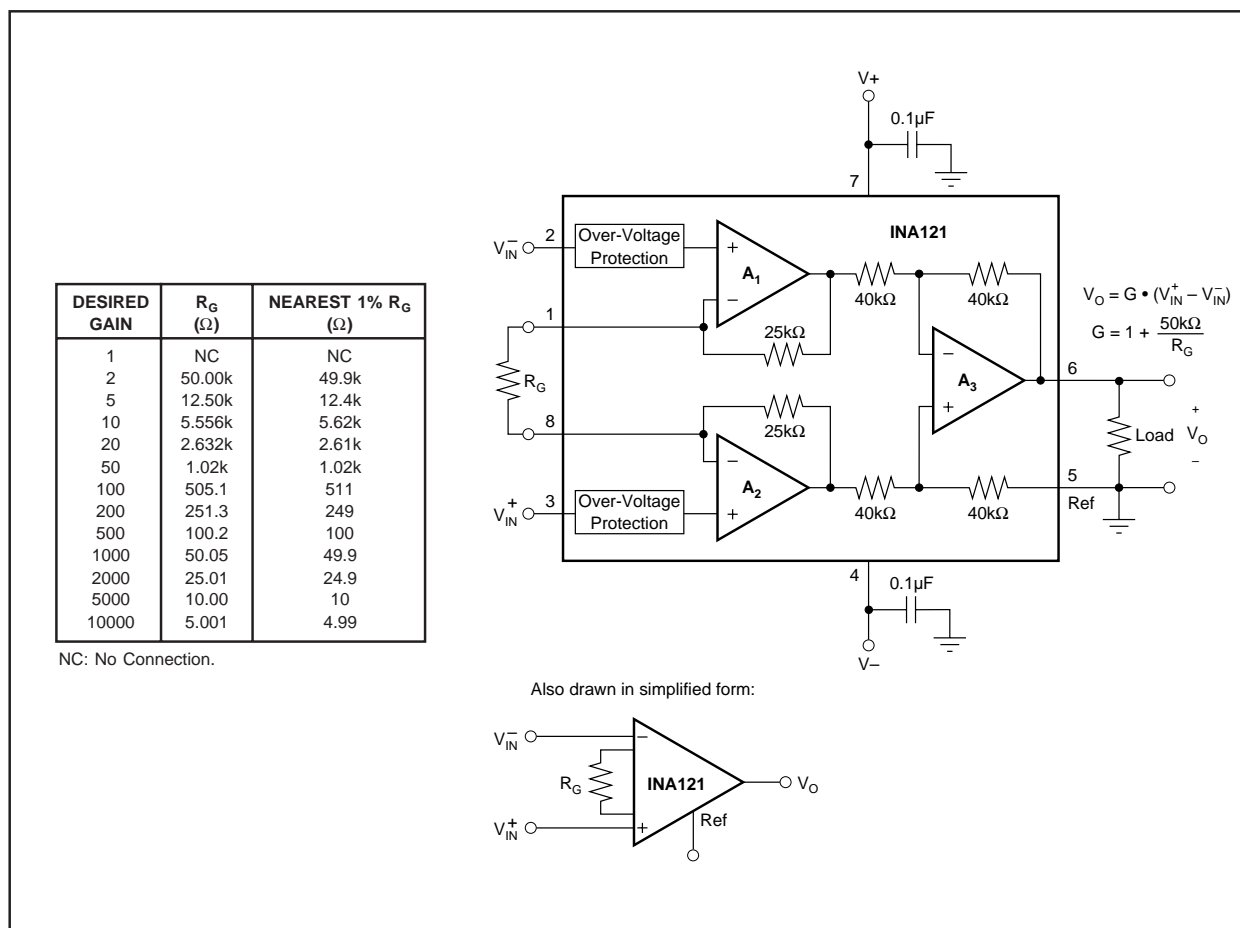 DESIRED GAIN R_G (Ω) NEAREST 1% R_G (Ω)
1 NC NC
2 50.00k 49.9k
5 12.50k 12.4k
10 5.556k 5.62k
20 2.632k 2.61k
50 1.02k 1.02k
100 505.1 511
200 251.3 249
500 100.2 100
1000 50.05 49.9
2000 25.01 24.9
5000 10.00 10
10000 5.001 4.99
NC: No Connection.
V+
0.1µF
7
INA121
V_IN^–
2
Over-Voltage
Protection
+
A_1
–
40kΩ
40kΩ
1
25kΩ
R_G
8
25kΩ
–
A_2
+
V_IN^+
3
Over-Voltage
Protection
40kΩ
40kΩ
–
A_3
+
6
5
Ref
V_O = G • (V_IN^+ – V_IN^–)
G = 1 + 50kΩ / R_G
Load
+
V_O
–
4
0.1µF
V–
Also drawn in simplified form:
V_IN^–
–
R_G
INA121
V_O
V_IN^+
+
Ref